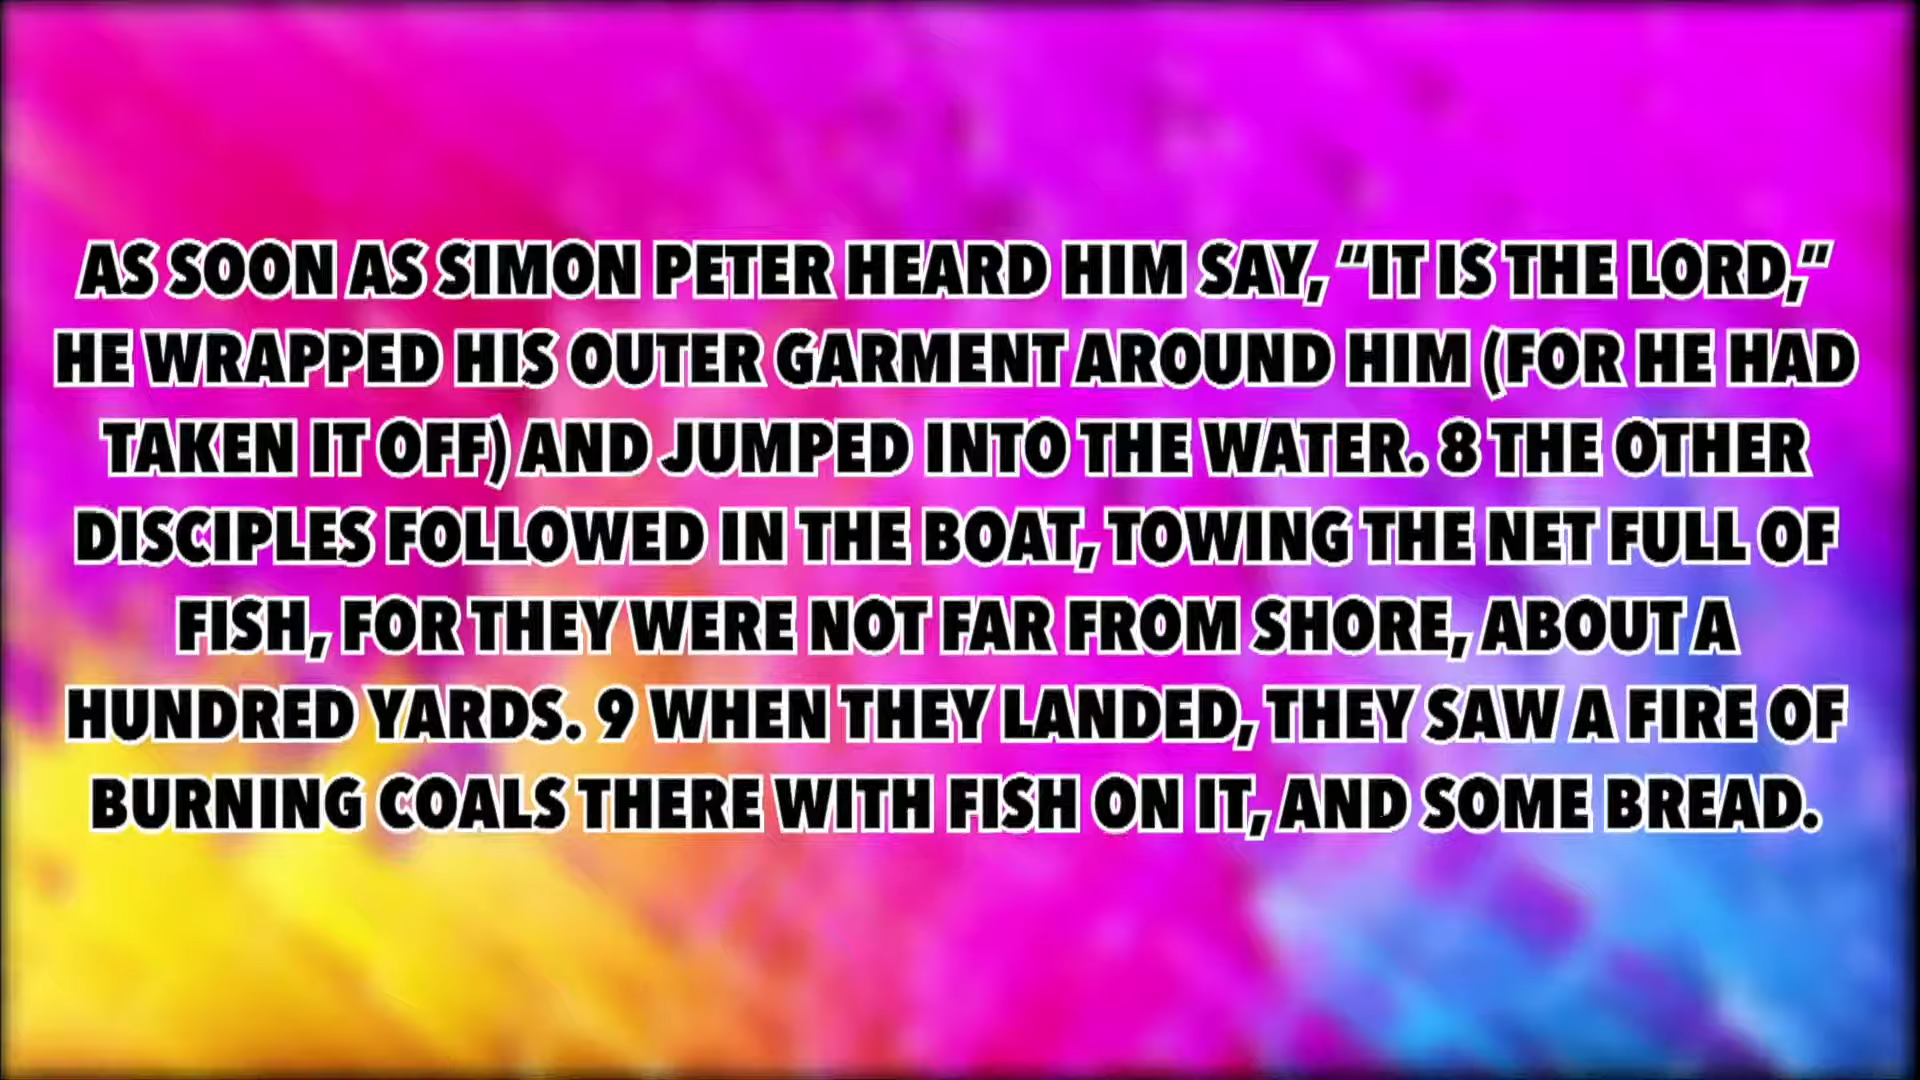 AS SOON AS SIMON PETER HEARD HIM SAY, “IT IS THE LORD,”
HE WRAPPED HIS OUTER GARMENT AROUND HIM (FOR HE HAD
TAKEN IT OFF) AND JUMPED INTO THE WATER. 8 THE OTHER
DISCIPLES FOLLOWED IN THE BOAT, TOWING THE NET FULL OF
FISH, FOR THEY WERE NOT FAR FROM SHORE, ABOUT A
HUNDRED YARDS. 9 WHEN THEY LANDED, THEY SAW A FIRE OF
BURNING COALS THERE WITH FISH ON IT, AND SOME BREAD.